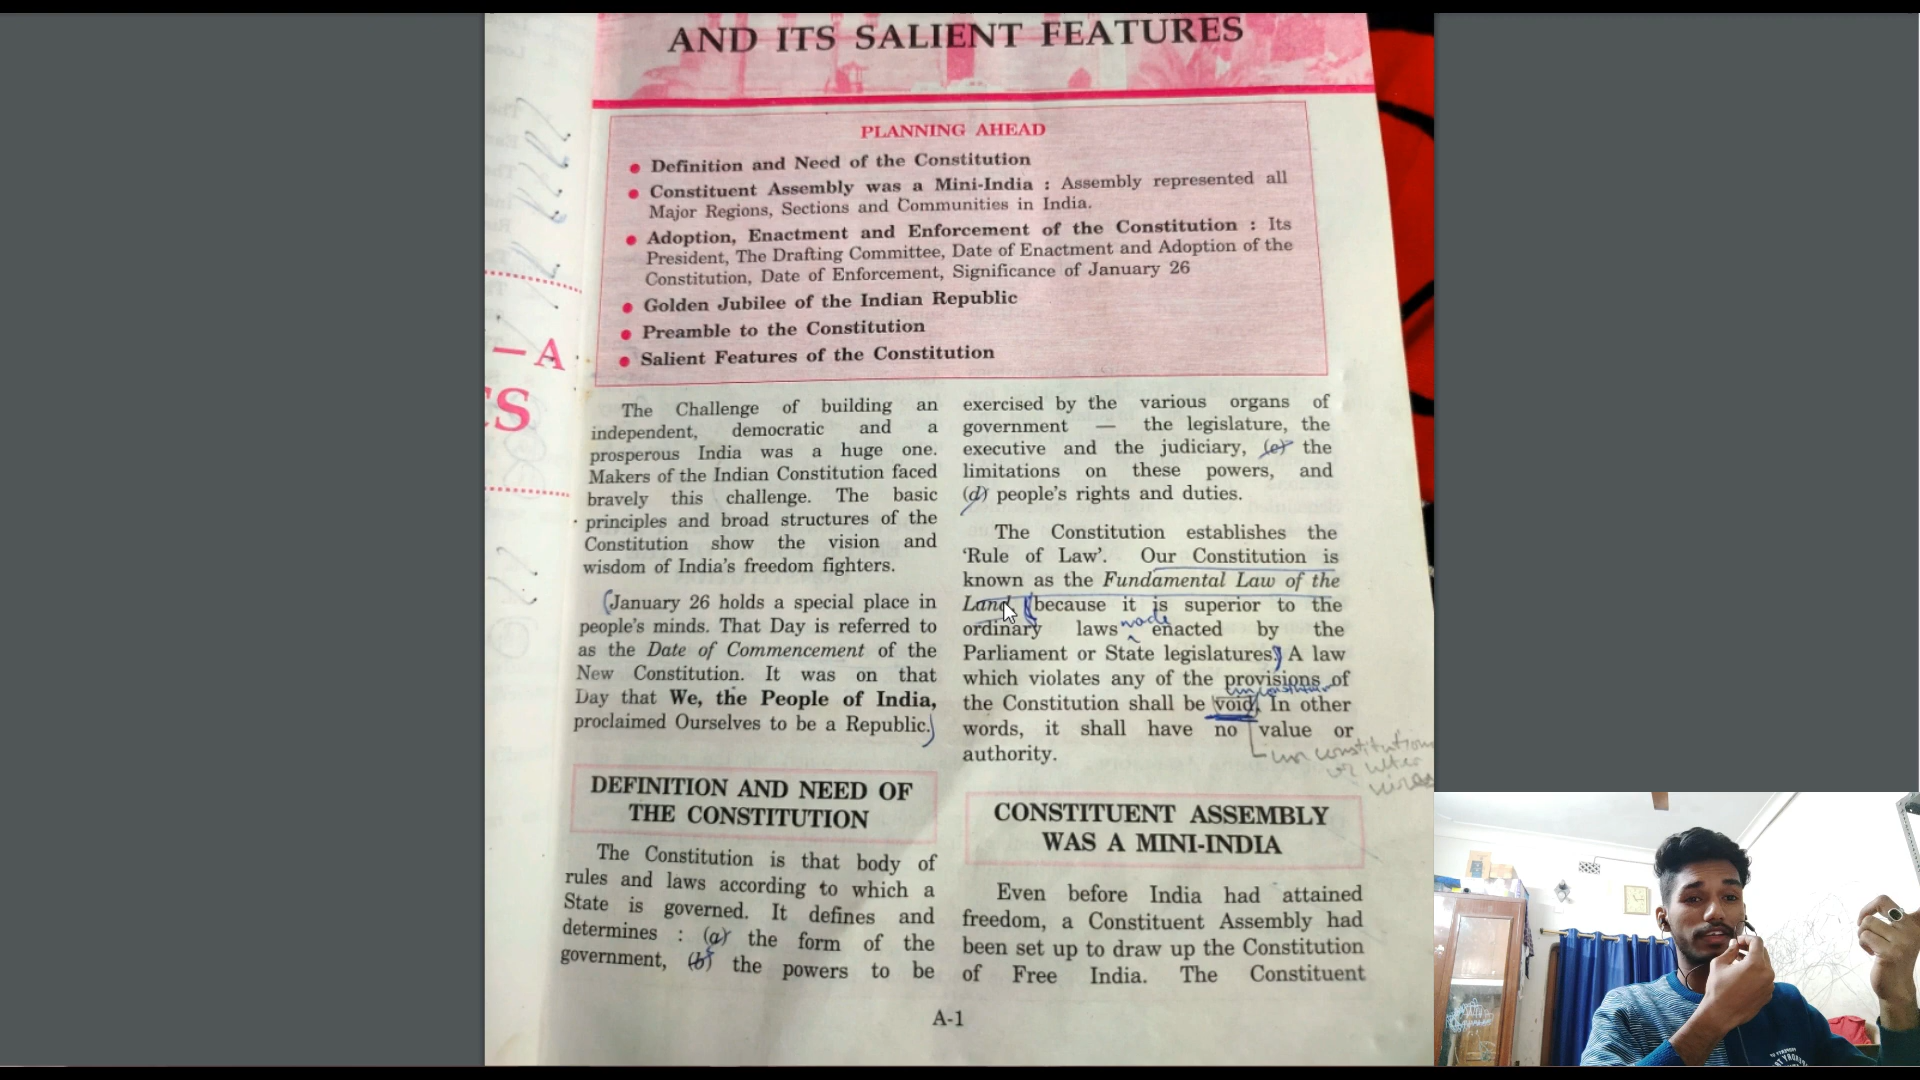 AND ITS SALIENT FEATURES
PLANNING AHEAD
Definition and Need of the Constitution
Constituent Assembly was a Mini-India : Assembly represented all
Major Regions, Sections and Communities in India.
Adoption, Enactment and Enforcement of the Constitution : Its
President, The Drafting Committee, Date of Enactment and Adoption of the
Constitution, Date of Enforcement, Significance of January 26
Golden Jubilee of the Indian Republic
Preamble to the Constitution
Salient Features of the Constitution
—A
CS
The Challenge of building an
independent, democratic and a
prosperous India was a huge one.
Makers of the Indian Constitution faced
bravely this challenge. The basic
principles and broad structures of the
Constitution show the vision and
wisdom of India's freedom fighters.
January 26 holds a special place in
people's minds. That Day is referred to
as the Date of Commencement of the
New Constitution. It was on that
Day that We, the People of India,
proclaimed Ourselves to be a Republic.
DEFINITION AND NEED OF
THE CONSTITUTION
The Constitution is that body of
rules and laws according to which a
State is governed. It defines and
determines : (a) the form of the
government, (b) the powers to be
exercised by the various organs of
government — the legislature, the
executive and the judiciary, (c) the
limitations on these powers, and
(d) people's rights and duties.
The Constitution establishes the
'Rule of Law'. Our Constitution is
known as the Fundamental Law of the
Land, because it is superior to the
made
ordinary laws enacted by the
Parliament or State legislatures. A law
which violates any of the provisions of
the Constitution shall be void. In other
words, it shall have no value or
authority.
CONSTITUENT ASSEMBLY
WAS A MINI-INDIA
Even before India had attained
freedom, a Constituent Assembly had
been set up to draw up the Constitution
of Free India. The Constituent
A-1